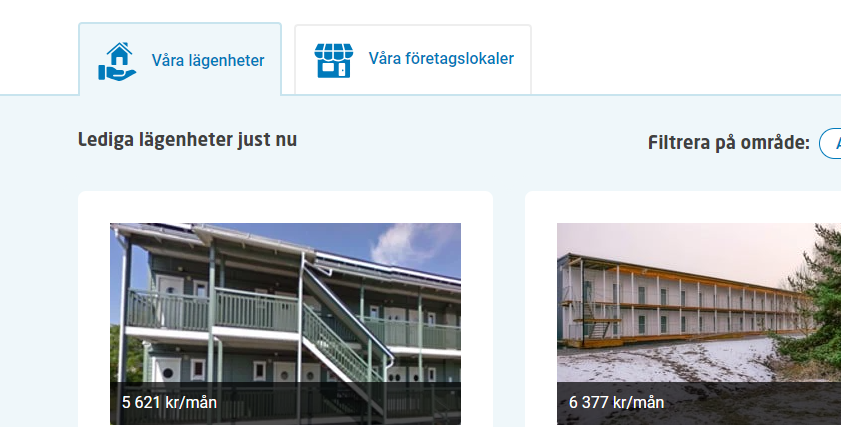 Våra lägenheter
Våra företagslokaler
Lediga lägenheter just nu
Filtrera på område:
5 621 kr/mån
6 377 kr/mån